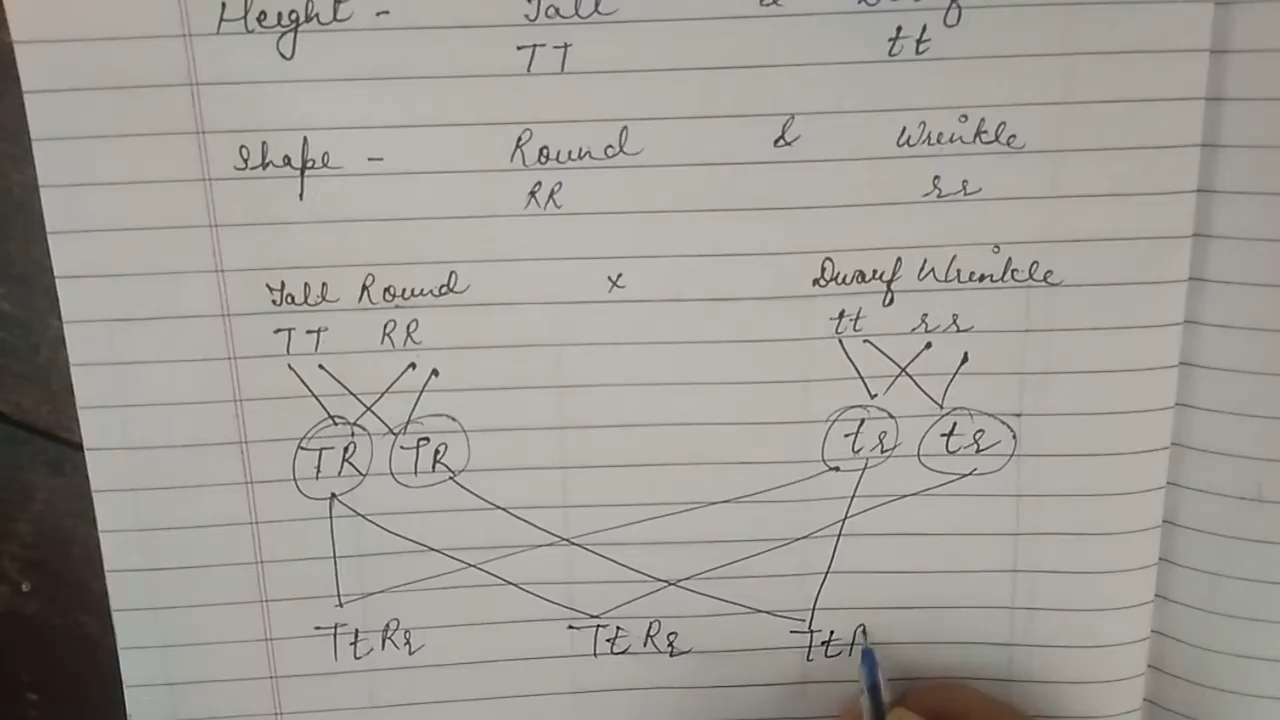 Height - Tall &
TT tt
Shape - Round & Wrinkle
RR rr
Tall Round x Dwarf Wrinkle
TT RR tt rr
TR TR tr tr
TtRr TtRr Tt